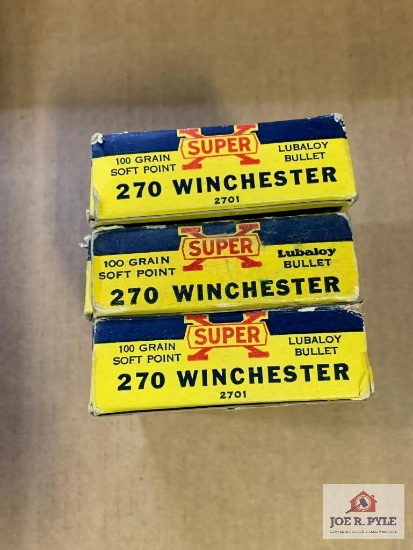 100 GRAIN SOFT POINT
SUPER X
LUBALOY BULLET
270 WINCHESTER
2701
100 GRAIN SOFT POINT
SUPER X
Lubaloy BULLET
270 WINCHESTER
100 GRAIN SOFT POINT
SUPER X
LUBALOY BULLET
270 WINCHESTER
2701
JOE R. PYLE